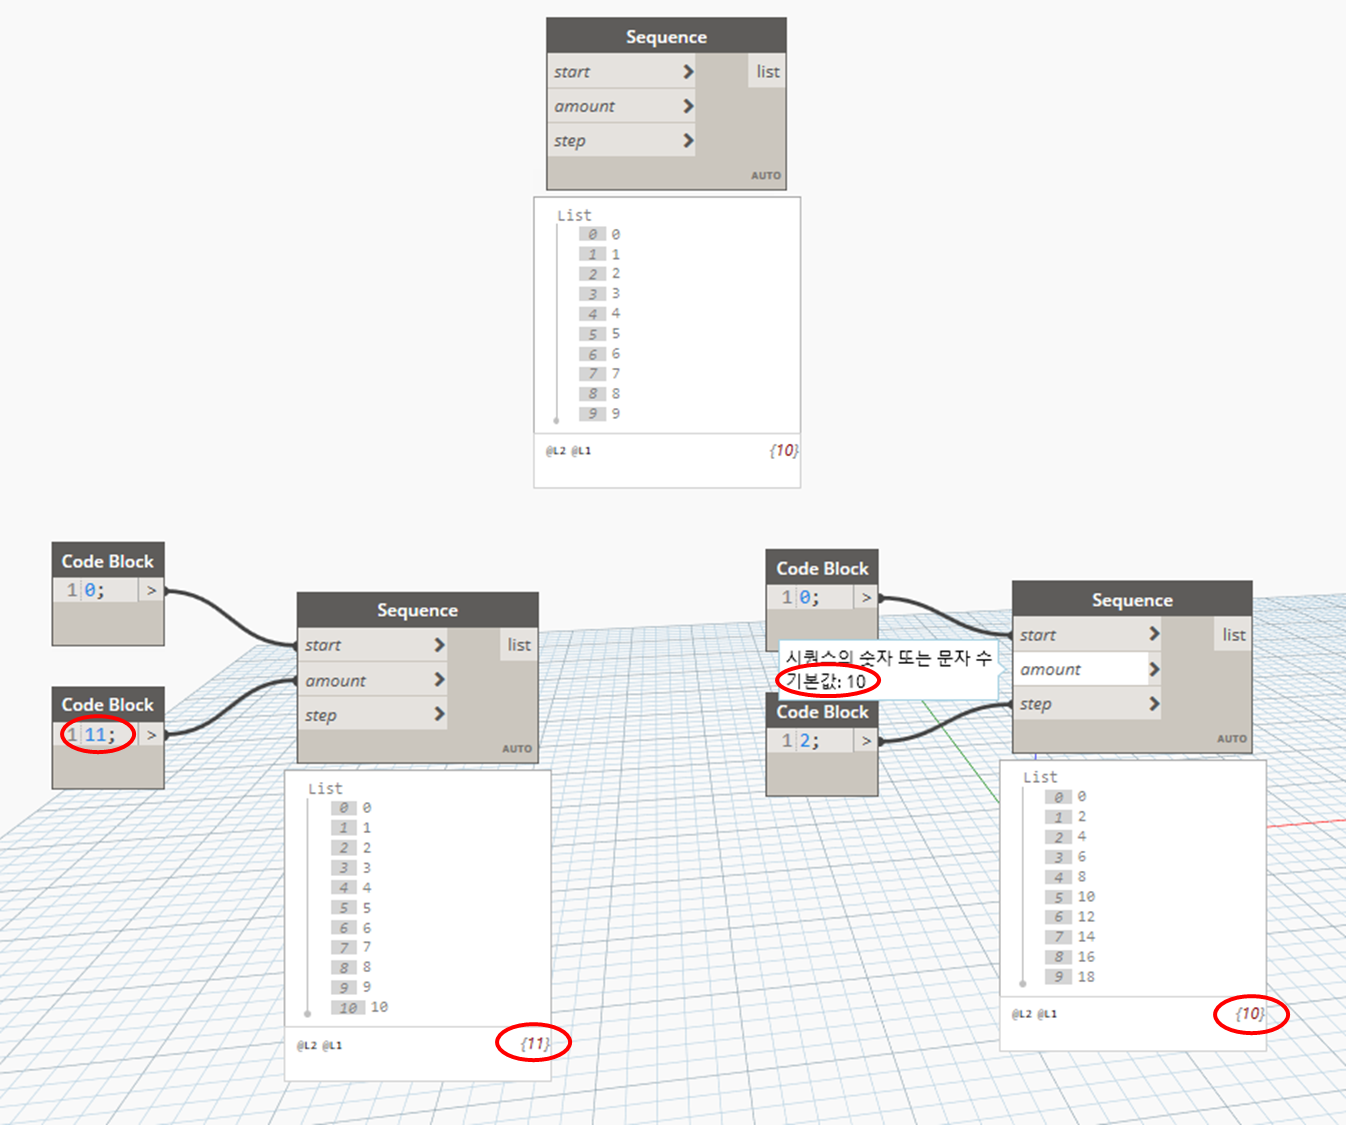 Sequence
start >
list
amount >
step >
AUTO
List
0 0
1 1
2 2
3 3
4 4
5 5
6 6
7 7
8 8
9 9
@L2 @L1
{10}
Code Block
1 0; >
Code Block
1 11; >
Sequence
start >
list
amount >
step >
AUTO
List
0 0
1 1
2 2
3 3
4 4
5 5
6 6
7 7
8 8
9 9
10 10
@L2 @L1
{11}
Code Block
1 0; >
시퀀스의 숫자 또는 문자 수
기본값: 10
Code Block
1 2; >
Sequence
start >
list
amount >
step >
AUTO
List
0 0
1 2
2 4
3 6
4 8
5 10
6 12
7 14
8 16
9 18
@L2 @L1
{10}